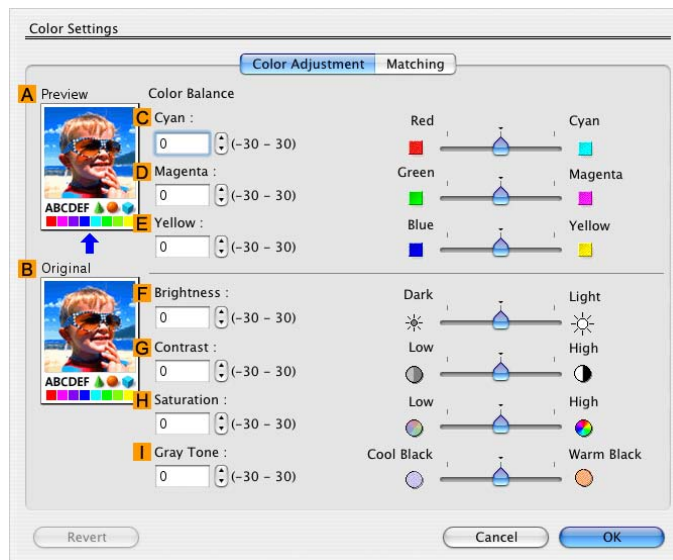 Color Settings
Color Adjustment Matching
A Preview
Color Balance
C Cyan :
0 (-30 – 30)
Red Cyan
D Magenta :
0 (-30 – 30)
Green Magenta
ABCDEF
E Yellow :
0 (-30 – 30)
Blue Yellow
B Original
F Brightness :
0 (-30 – 30)
Dark Light
G Contrast :
0 (-30 – 30)
Low High
ABCDEF
H Saturation :
0 (-30 – 30)
Low High
I Gray Tone :
0 (-30 – 30)
Cool Black Warm Black
Revert Cancel OK